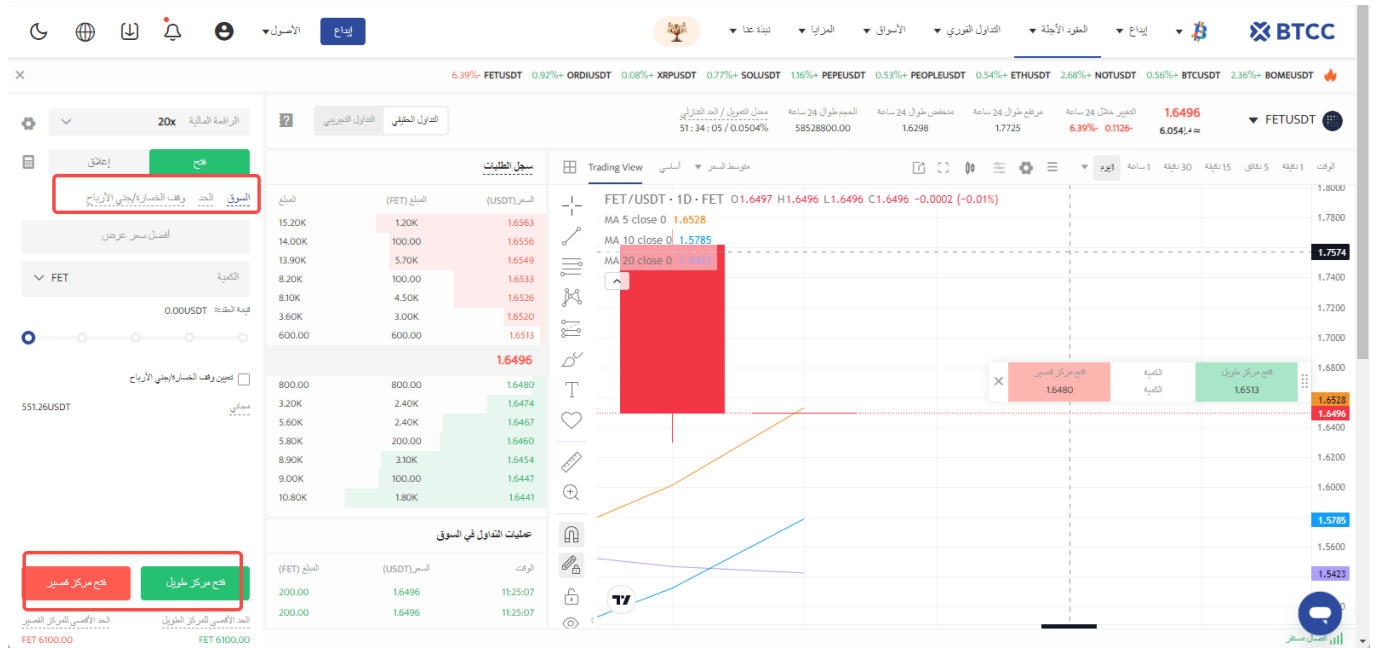 BTCC
إيداع
العقود الآجلة
التداول الفوري
الأسواق
المزايا
نبذة عنا
إيداع
الأصول
2.36%+ BOMEUSDT
0.56%+ BTCUSDT
2.68%+ NOTUSDT
0.54%+ ETHUSDT
0.53%+ PEOPLEUSDT
1.16%+ PEPEUSDT
0.77%+ SOLUSDT
0.08%+ XRPUSDT
0.92%+ ORDIUSDT
6.39%- FETUSDT
FETUSDT
1.6496
≈ د.إ6.054
التغيير خلال 24 ساعة
6.39%- 0.1126-
مرتفع طوال 24 ساعة
1.7725
منخفض طوال 24 ساعة
1.6298
الحجم طوال 24 ساعة
58528800.00
معدل التمويل / العد التنازلي
51 : 34 : 05 / 0.0504%
التداول الحقيقي
التداول التجريبي
الرافعة المالية 20x
فتح
إغلاق
السوق
الحد
وقف الخسارة/جني الأرباح
أفضل سعر عرض
الكمية
FET
قيمة العقد≈ 0.00USDT
تعيين وقف الخسارة/جني الأرباح
مجاني
551.26USDT
فتح مركز طويل
فتح مركز قصير
الحد الأقصى للمركز الطويل
الحد الأقصى للمركز القصير
FET 6100.00
FET 6100.00
سجل الطلبات
السعر(USDT)
المبلغ (FET)
المبلغ
15.20K 1.20K 1.6563
14.00K 100.00 1.6556
13.90K 5.70K 1.6549
8.20K 100.00 1.6533
8.10K 4.50K 1.6526
3.60K 3.00K 1.6520
600.00 600.00 1.6513
1.6496
800.00 800.00 1.6480
3.20K 2.40K 1.6474
5.60K 2.40K 1.6467
5.80K 200.00 1.6460
8.90K 3.10K 1.6454
9.00K 100.00 1.6447
10.80K 1.80K 1.6441
عمليات التداول في السوق
الوقت
السعر(USDT)
المبلغ (FET)
200.00 1.6496 11:25:07
200.00 1.6496 11:25:07
الوقت
1 دقيقة
5 دقائق
15 دقيقة
30 دقيقة
1 ساعة
1يوم
متوسط السعر
أساسي
Trading View
FET/USDT · 1D · FET O1.6497 H1.6496 L1.6496 C1.6496 -0.0002 (-0.01%)
MA 5 close 0 1.6528
MA 10 close 0 1.5785
MA 20 close 0 1.5423
فتح مركز طويل
1.6513
الكمية
الكمية
فتح مركز قصير
1.6480
1.8000
1.7800
1.7574
1.7400
1.7200
1.7000
1.6800
1.6528
1.6496
1.6400
1.6200
1.6000
1.5785
1.5600
1.5423
اتصال مستقر